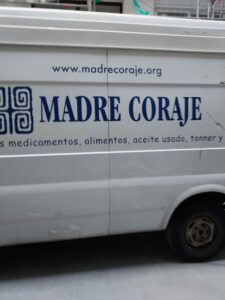 www.madrecoraje.org
MADRE CORAJE
medicamentos, alimentos, aceite usado, tonner y